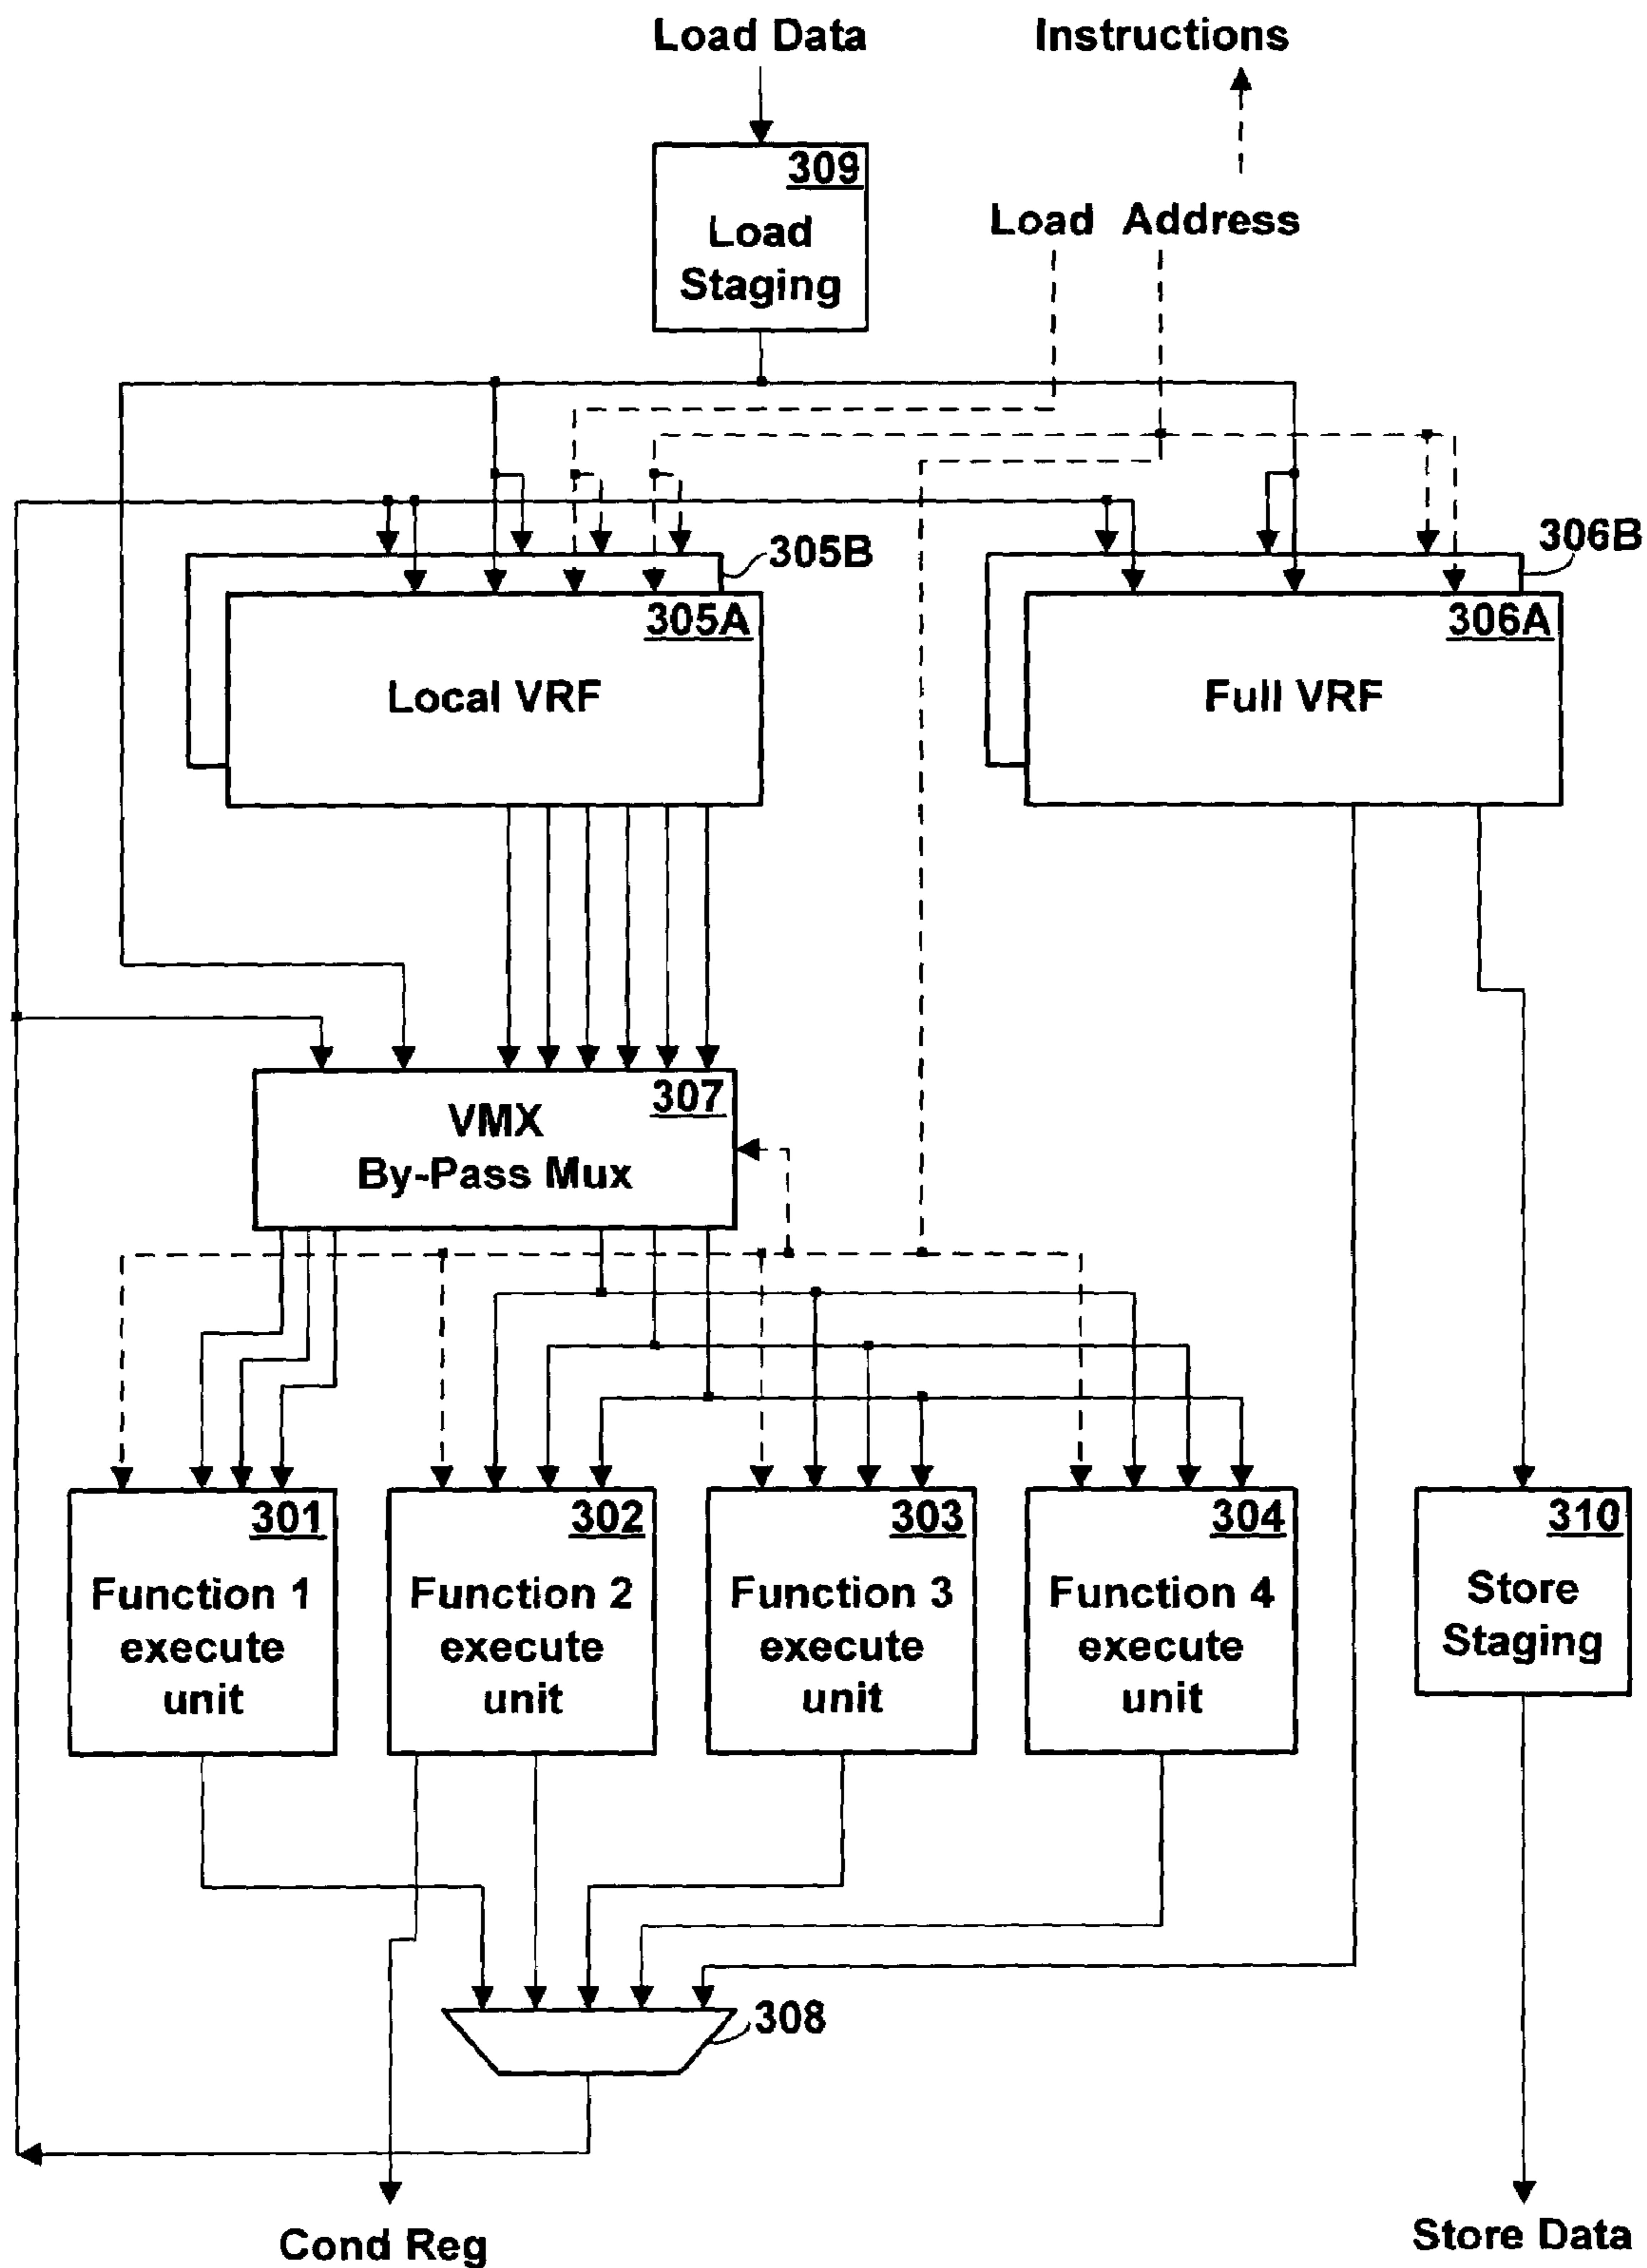 Load Data
Instructions
309
Load
Staging
Load Address
305B
306B
305A
Local VRF
306A
Full VRF
307
VMX
By-Pass Mux
301
Function 1
execute
unit
302
Function 2
execute
unit
303
Function 3
execute
unit
304
Function 4
execute
unit
310
Store
Staging
308
Cond Reg
Store Data